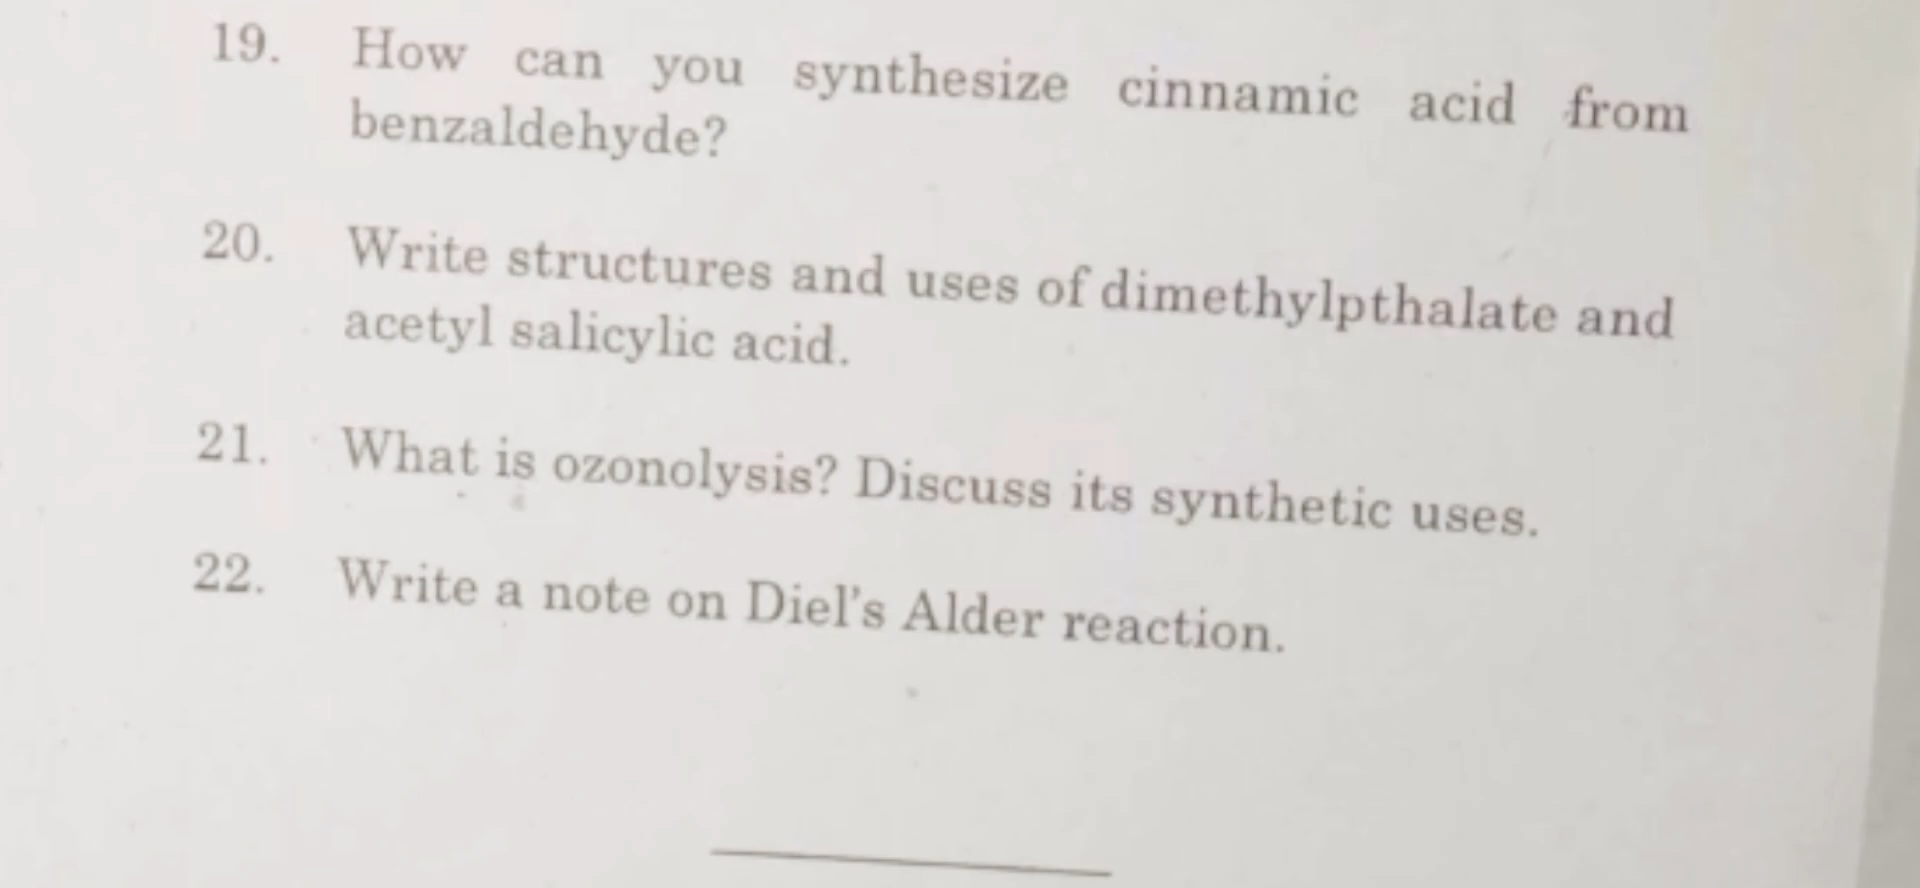 19. How can you synthesize cinnamic acid from
benzaldehyde?
20. Write structures and uses of dimethylpthalate and
acetyl salicylic acid.
21. What is ozonolysis? Discuss its synthetic uses.
22. Write a note on Diel's Alder reaction.